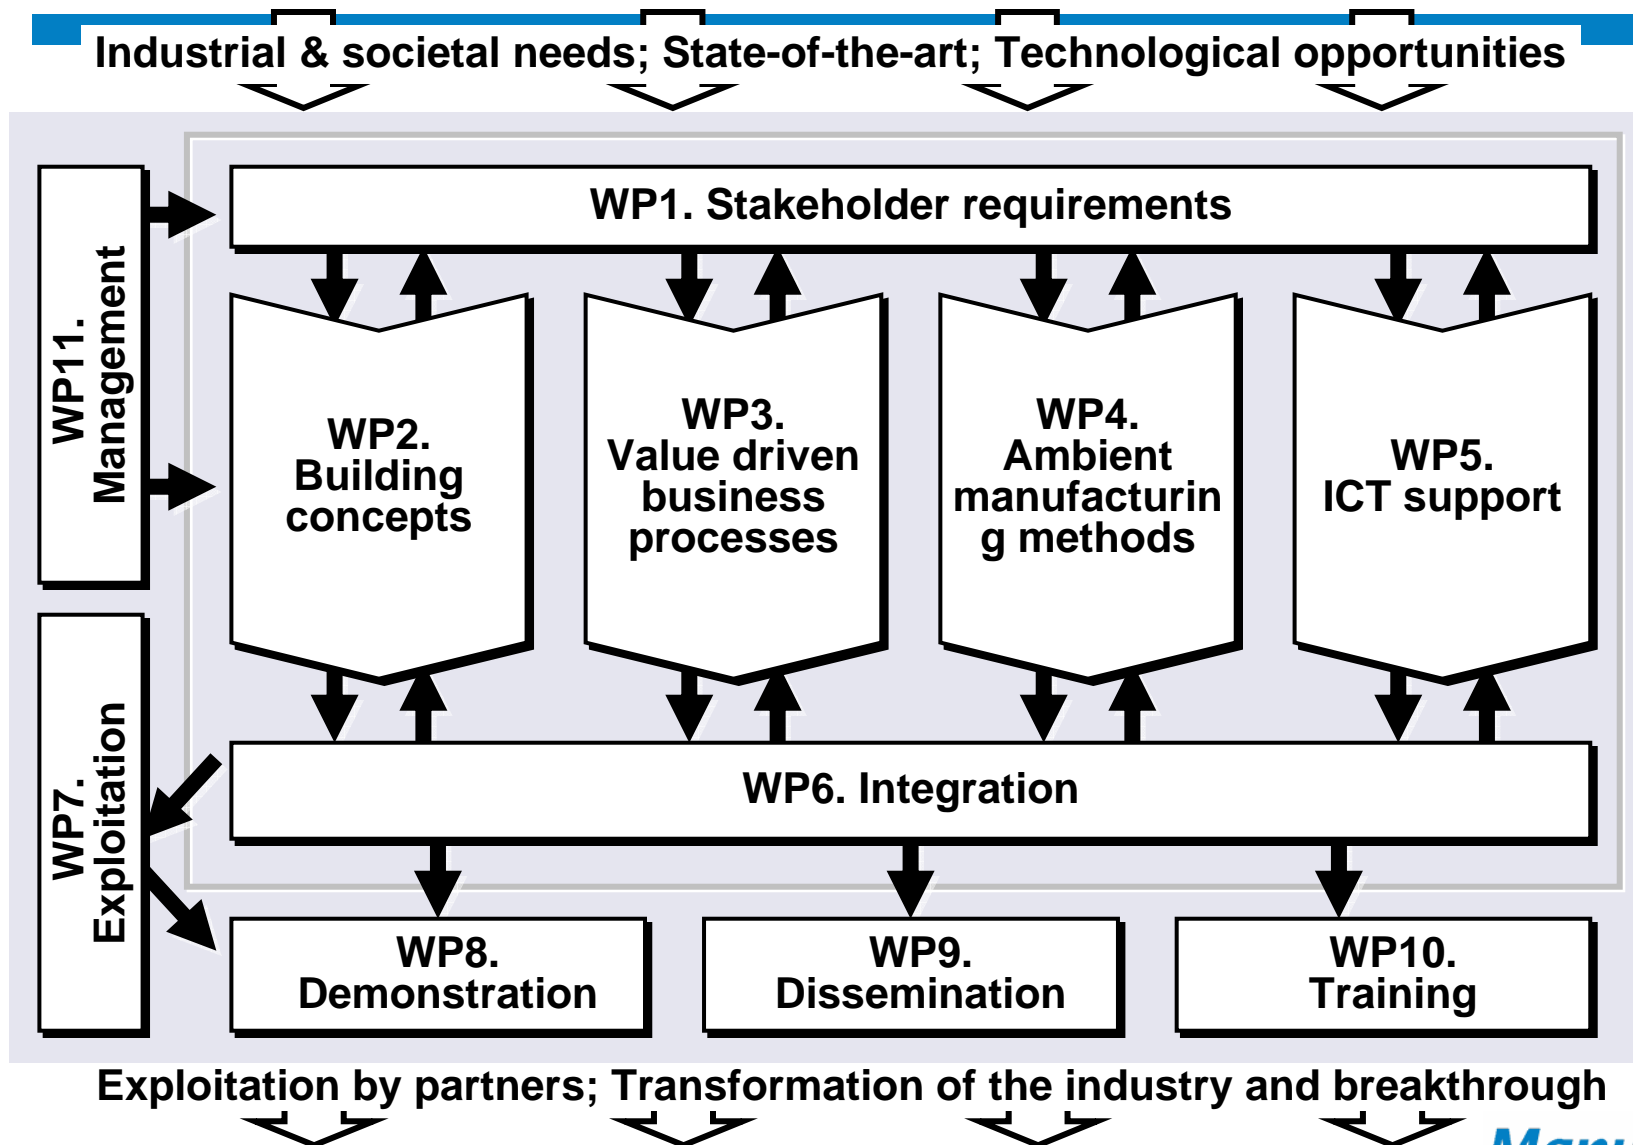 Industrial & societal needs; State-of-the-art; Technological opportunities
WP1. Stakeholder requirements
WP11.
Management
WP2.
Building
concepts
WP3.
Value driven
business
processes
WP4.
Ambient
manufacturin
g methods
WP5.
ICT support
WP6. Integration
WP7.
Exploitation
WP8.
Demonstration
WP9.
Dissemination
WP10.
Training
Exploitation by partners; Transformation of the industry and breakthrough